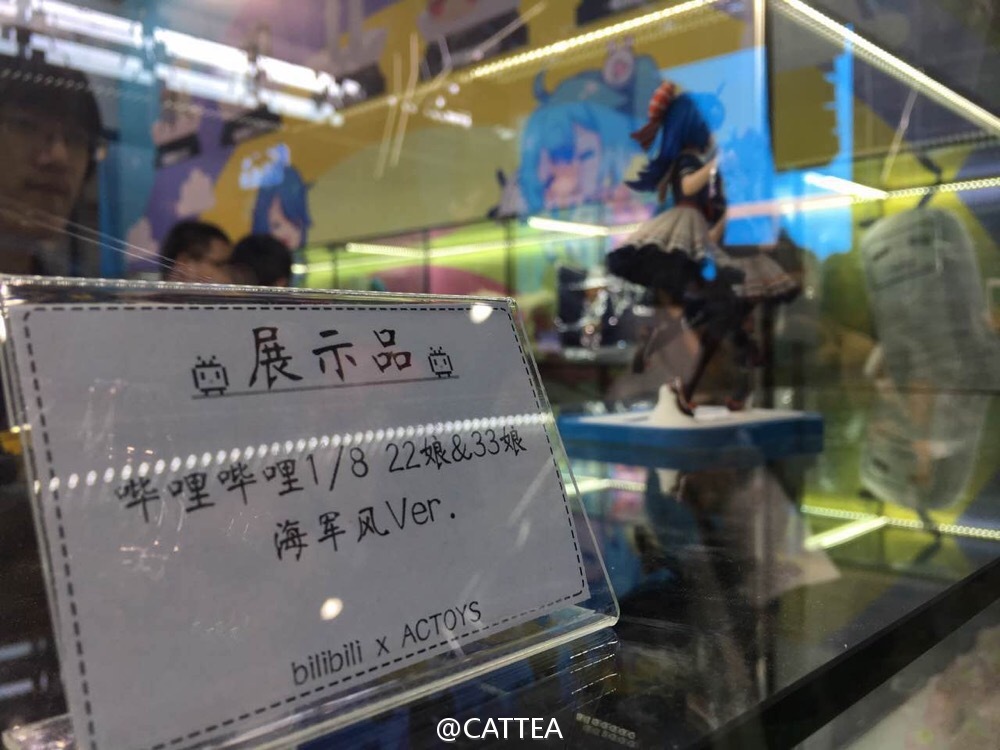 展示品
哔哩哔哩1/8 22娘&33娘
海军风Ver.
bilibili x ACTOYS
@CATTEA